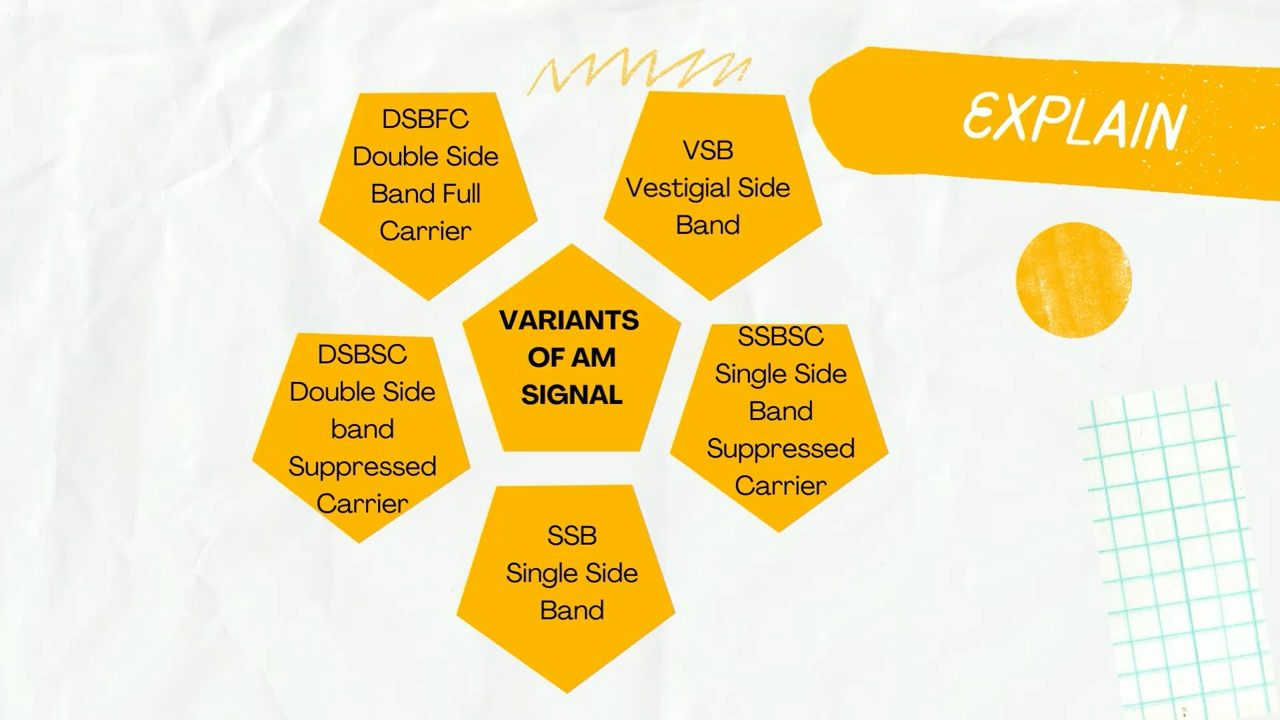 EXPLAIN
DSBFC
Double Side
Band Full
Carrier
VSB
Vestigial Side
Band
VARIANTS
OF AM
SIGNAL
DSBSC
Double Side
band
Suppressed
Carrier
SSBSC
Single Side
Band
Suppressed
Carrier
SSB
Single Side
Band